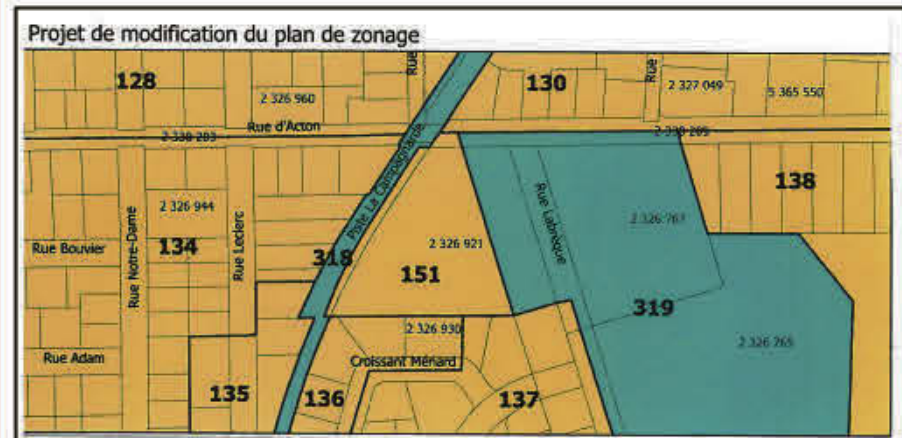 Projet de modification du plan de zonage
128
Rue
130
Rue
2 327 049
5 365 550
2 326 960
Rue d'Acton
2 338 283
2 338 285
Piste La Campagnarde
138
2 326 944
Rue Labrèque
2 326 767
Rue Bouvier
Rue Notre-Dame
134
Rue Leclerc
318
2 326 921
151
319
2 326 930
2 326 765
Rue Adam
Croissant Ménard
135
136
137